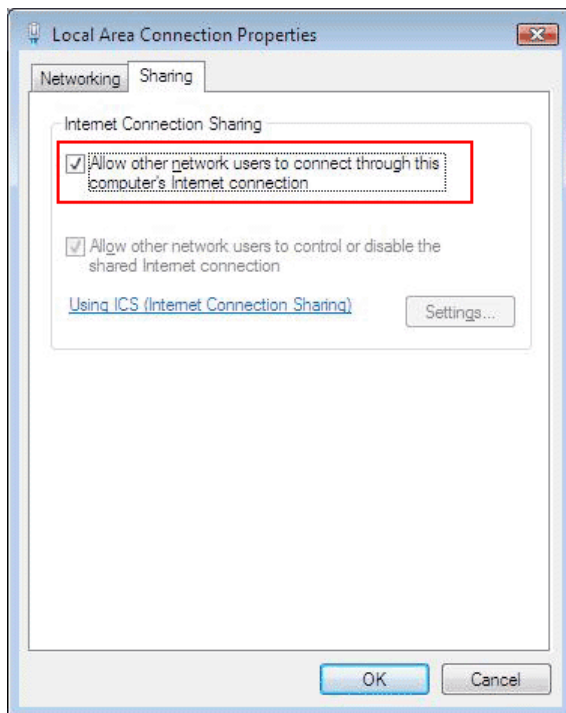 Local Area Connection Properties
Networking
Sharing
Internet Connection Sharing
Allow other network users to connect through this
computer's Internet connection
Allow other network users to control or disable the
shared Internet connection
Using ICS (Internet Connection Sharing)
Settings...
OK
Cancel